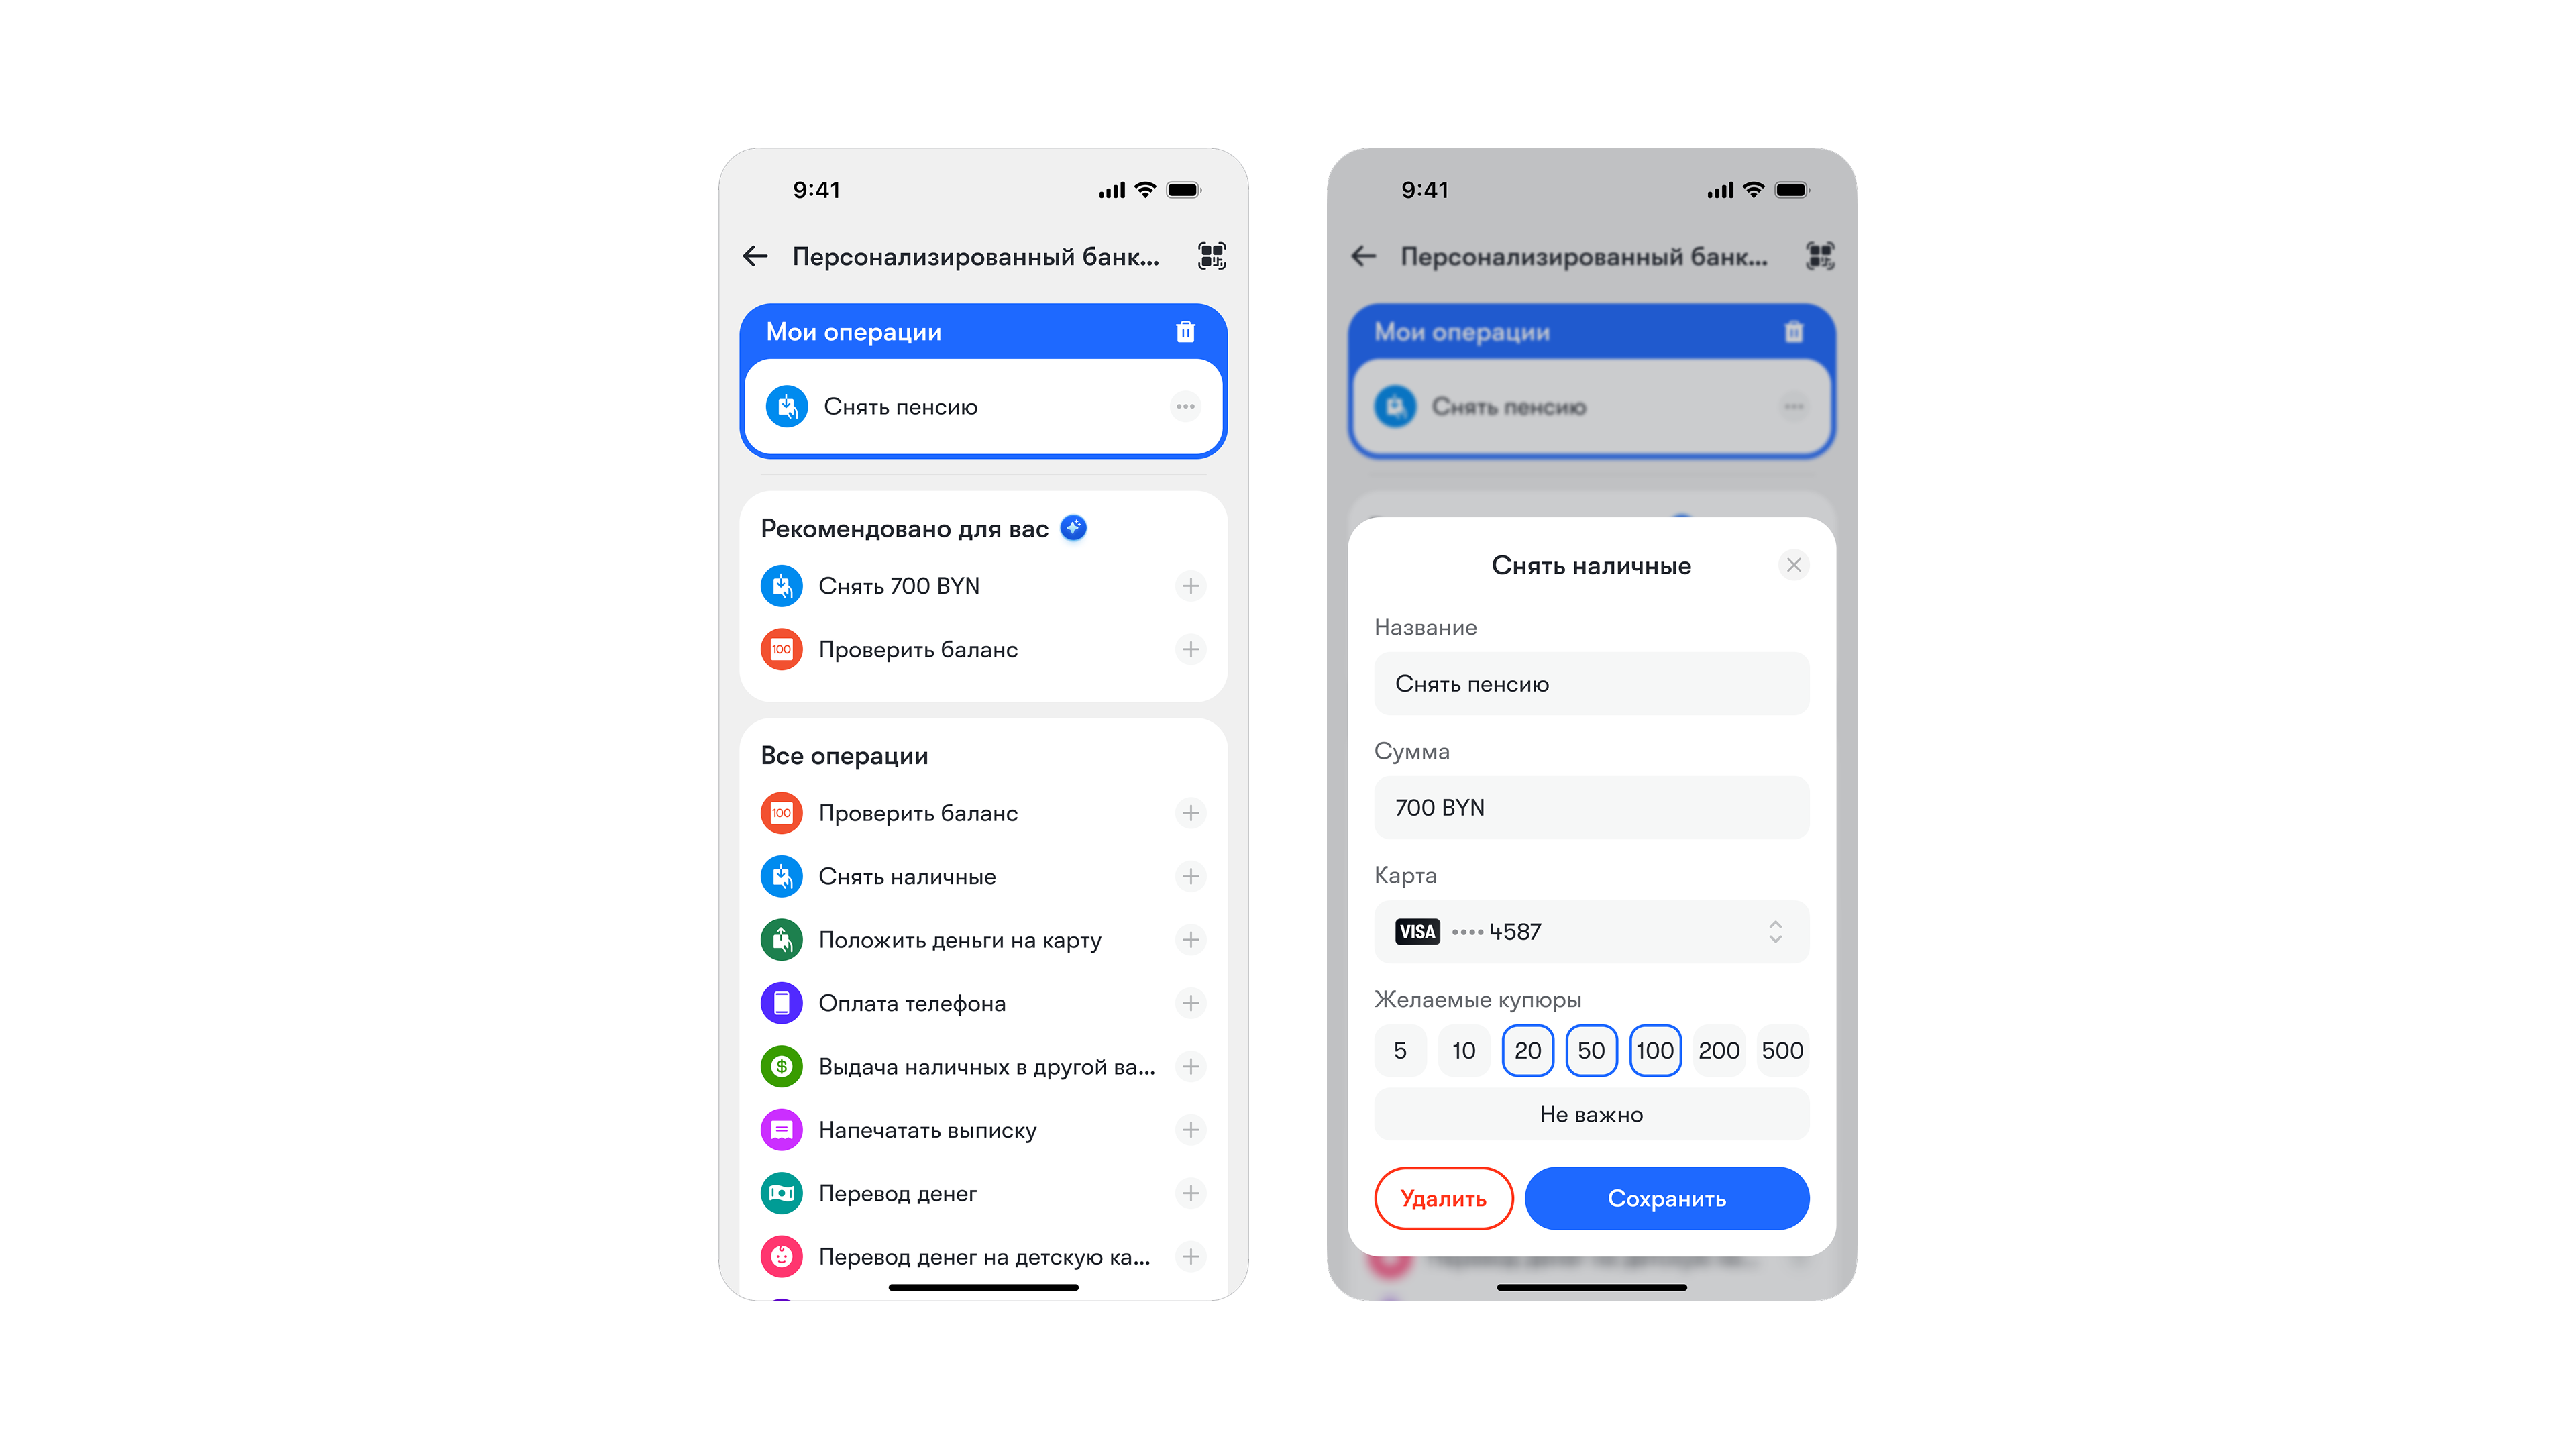 9:41
Персонализированный банк...
Мои операции
Снять пенсию
Рекомендовано для вас
Снять 700 BYN
100
Проверить баланс
Все операции
100
Проверить баланс
Снять наличные
Положить деньги на карту
Оплата телефона
$
Выдача наличных в другой ва...
Напечатать выписку
Перевод денег
Перевод денег на детскую ка...
9:41
Персонализированный банк...
Мои операции
Снять пенсию
Снять наличные
Название
Снять пенсию
Сумма
700 BYN
Карта
VISA •••• 4587
Желаемые купюры
5 10 20 50 100 200 500
Не важно
Удалить Сохранить